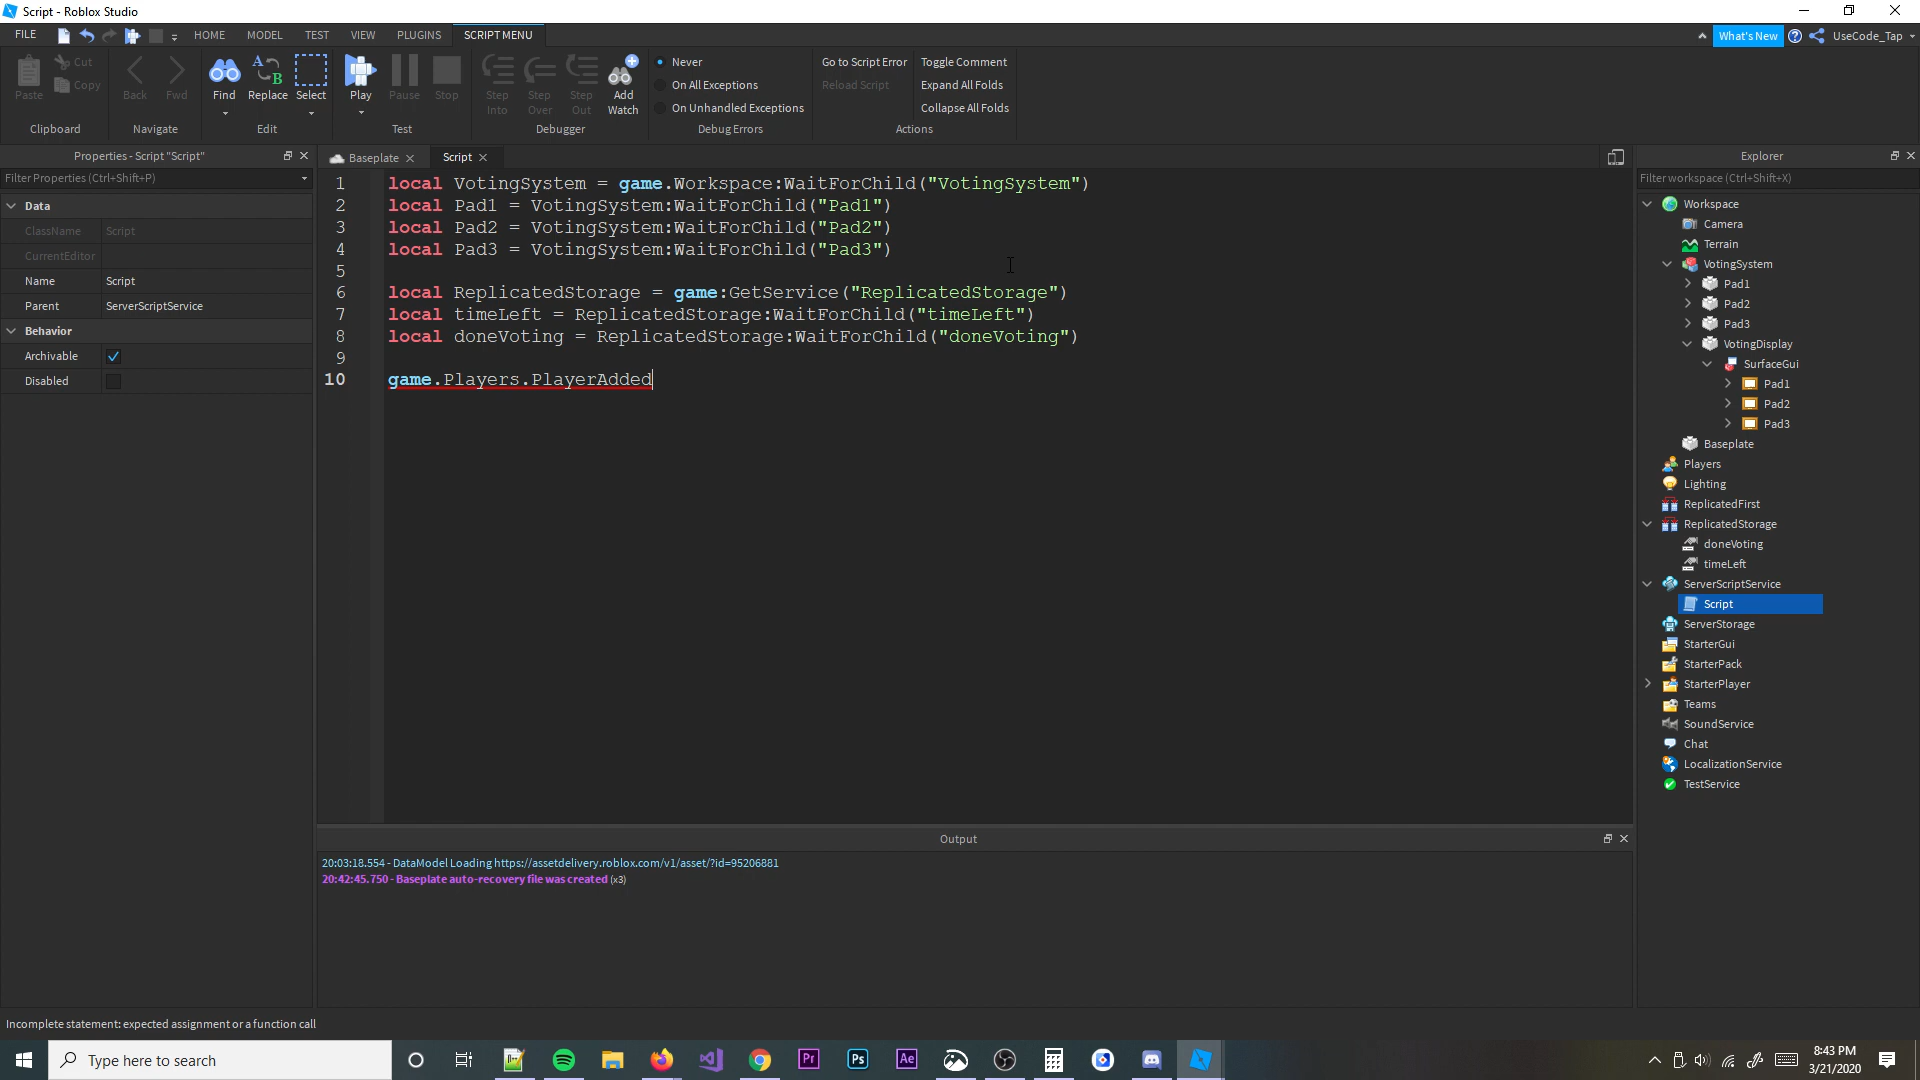 Script - Roblox Studio
FILE HOME MODEL TEST VIEW PLUGINS SCRIPT MENU What's New UseCode_Tap
Paste Cut Copy
Back Fwd
Find Replace Select
Play Pause Stop
Step Into Step Over Step Out Add Watch
Never
On All Exceptions
On Unhandled Exceptions
Go to Script Error
Reload Script
Toggle Comment
Expand All Folds
Collapse All Folds
Clipboard Navigate Edit Test Debugger Debug Errors Actions
Properties - Script "Script"
Filter Properties (Ctrl+Shift+P)
Data
ClassName Script
CurrentEditor
Name Script
Parent ServerScriptService
Behavior
Archivable
Disabled
Baseplate Script
1 local VotingSystem = game.Workspace:WaitForChild("VotingSystem")
2 local Pad1 = VotingSystem:WaitForChild("Pad1")
3 local Pad2 = VotingSystem:WaitForChild("Pad2")
4 local Pad3 = VotingSystem:WaitForChild("Pad3")
5
6 local ReplicatedStorage = game:GetService("ReplicatedStorage")
7 local timeLeft = ReplicatedStorage:WaitForChild("timeLeft")
8 local doneVoting = ReplicatedStorage:WaitForChild("doneVoting")
9
10 game.Players.PlayerAdded
Output
20:03:18.554 - DataModel Loading https://assetdelivery.roblox.com/v1/asset/?id=95206881
20:42:45.750 - Baseplate auto-recovery file was created (x3)
Explorer
Filter workspace (Ctrl+Shift+X)
Workspace
Camera
Terrain
VotingSystem
Pad1
Pad2
Pad3
VotingDisplay
SurfaceGui
Pad1
Pad2
Pad3
Baseplate
Players
Lighting
ReplicatedFirst
ReplicatedStorage
doneVoting
timeLeft
ServerScriptService
Script
ServerStorage
StarterGui
StarterPack
StarterPlayer
Teams
SoundService
Chat
LocalizationService
TestService
Incomplete statement: expected assignment or a function call
Type here to search
Pr Ps Ae
8:43 PM
3/21/2020